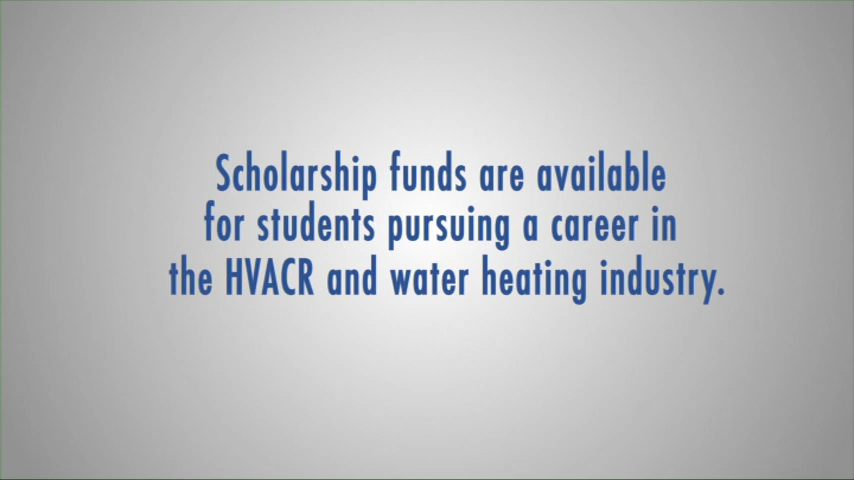 Scholarship funds are available
for students pursuing a career in
the HVACR and water heating industry.